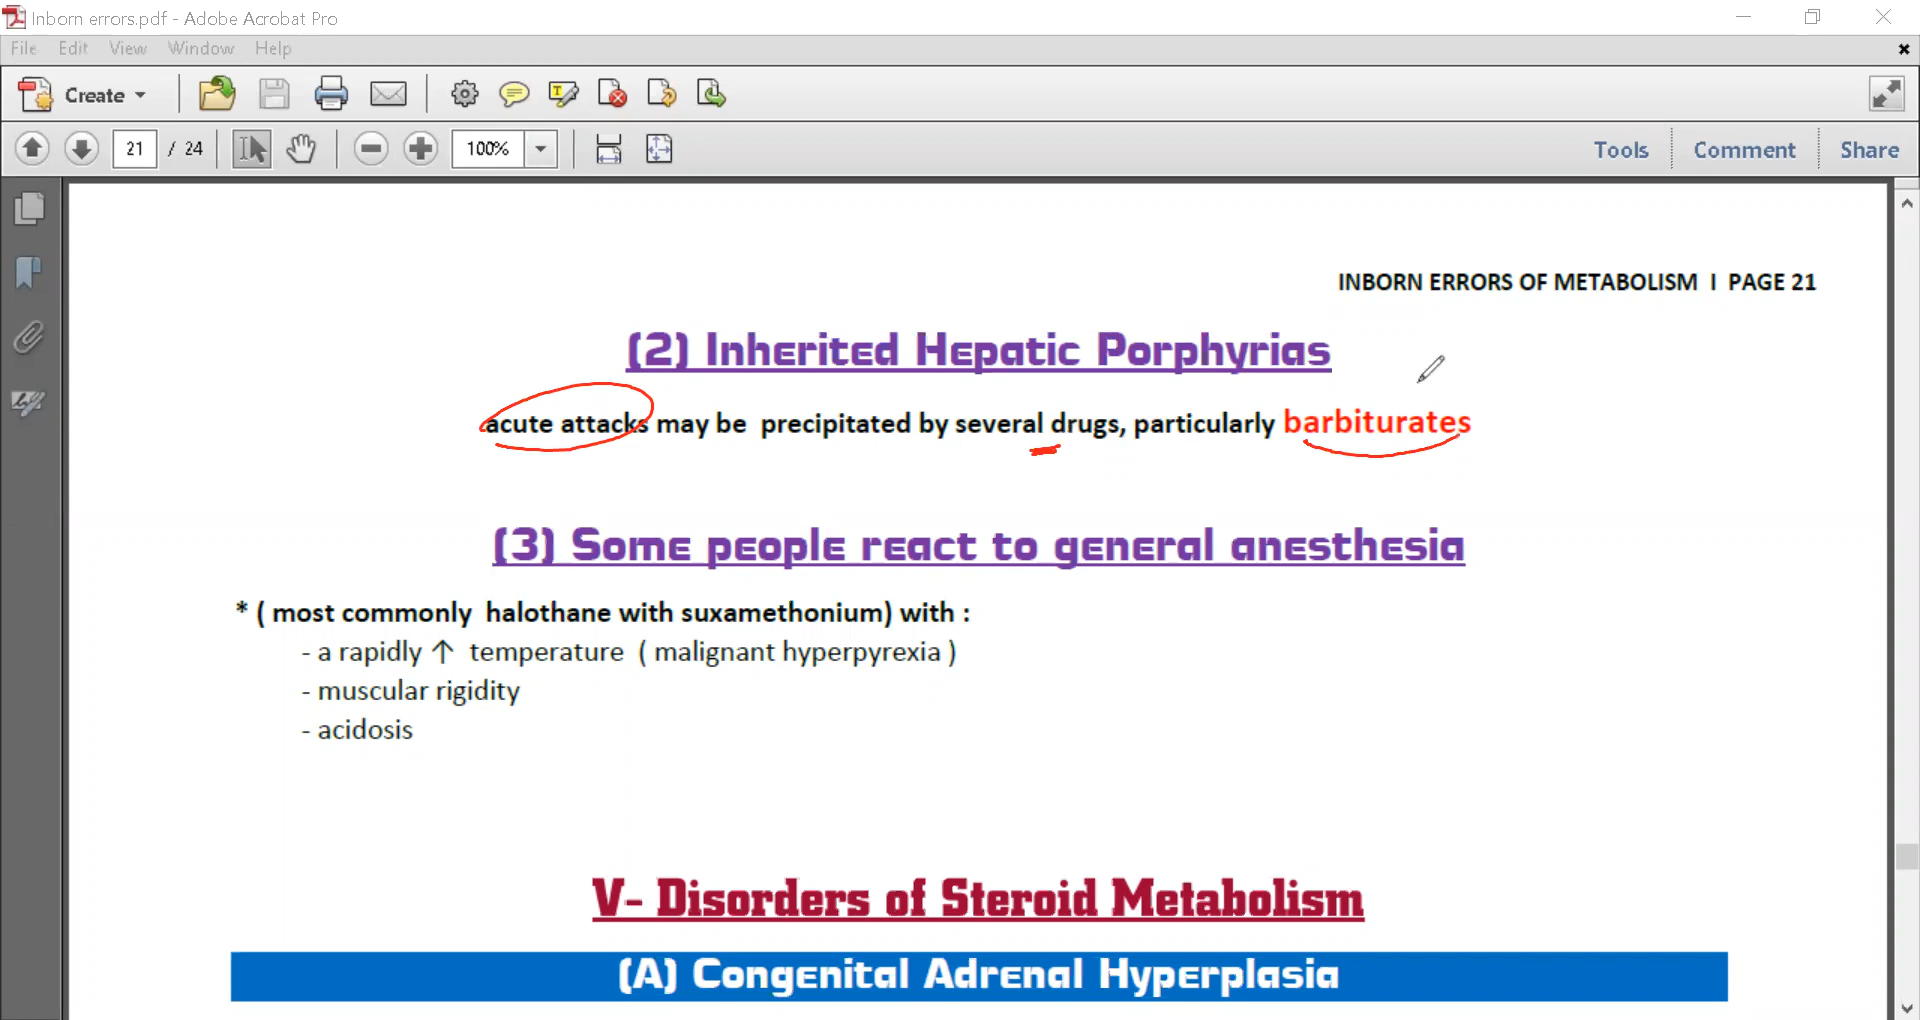 Inborn errors.pdf - Adobe Acrobat Pro
File Edit View Window Help
Create
21 / 24 100% Tools Comment Share
INBORN ERRORS OF METABOLISM I PAGE 21
(2) Inherited Hepatic Porphyrias
acute attacks may be precipitated by several drugs, particularly barbiturates
(3) Some people react to general anesthesia
* ( most commonly halothane with suxamethonium) with :
- a rapidly ↑ temperature ( malignant hyperpyrexia )
- muscular rigidity
- acidosis
V- Disorders of Steroid Metabolism
(A) Congenital Adrenal Hyperplasia